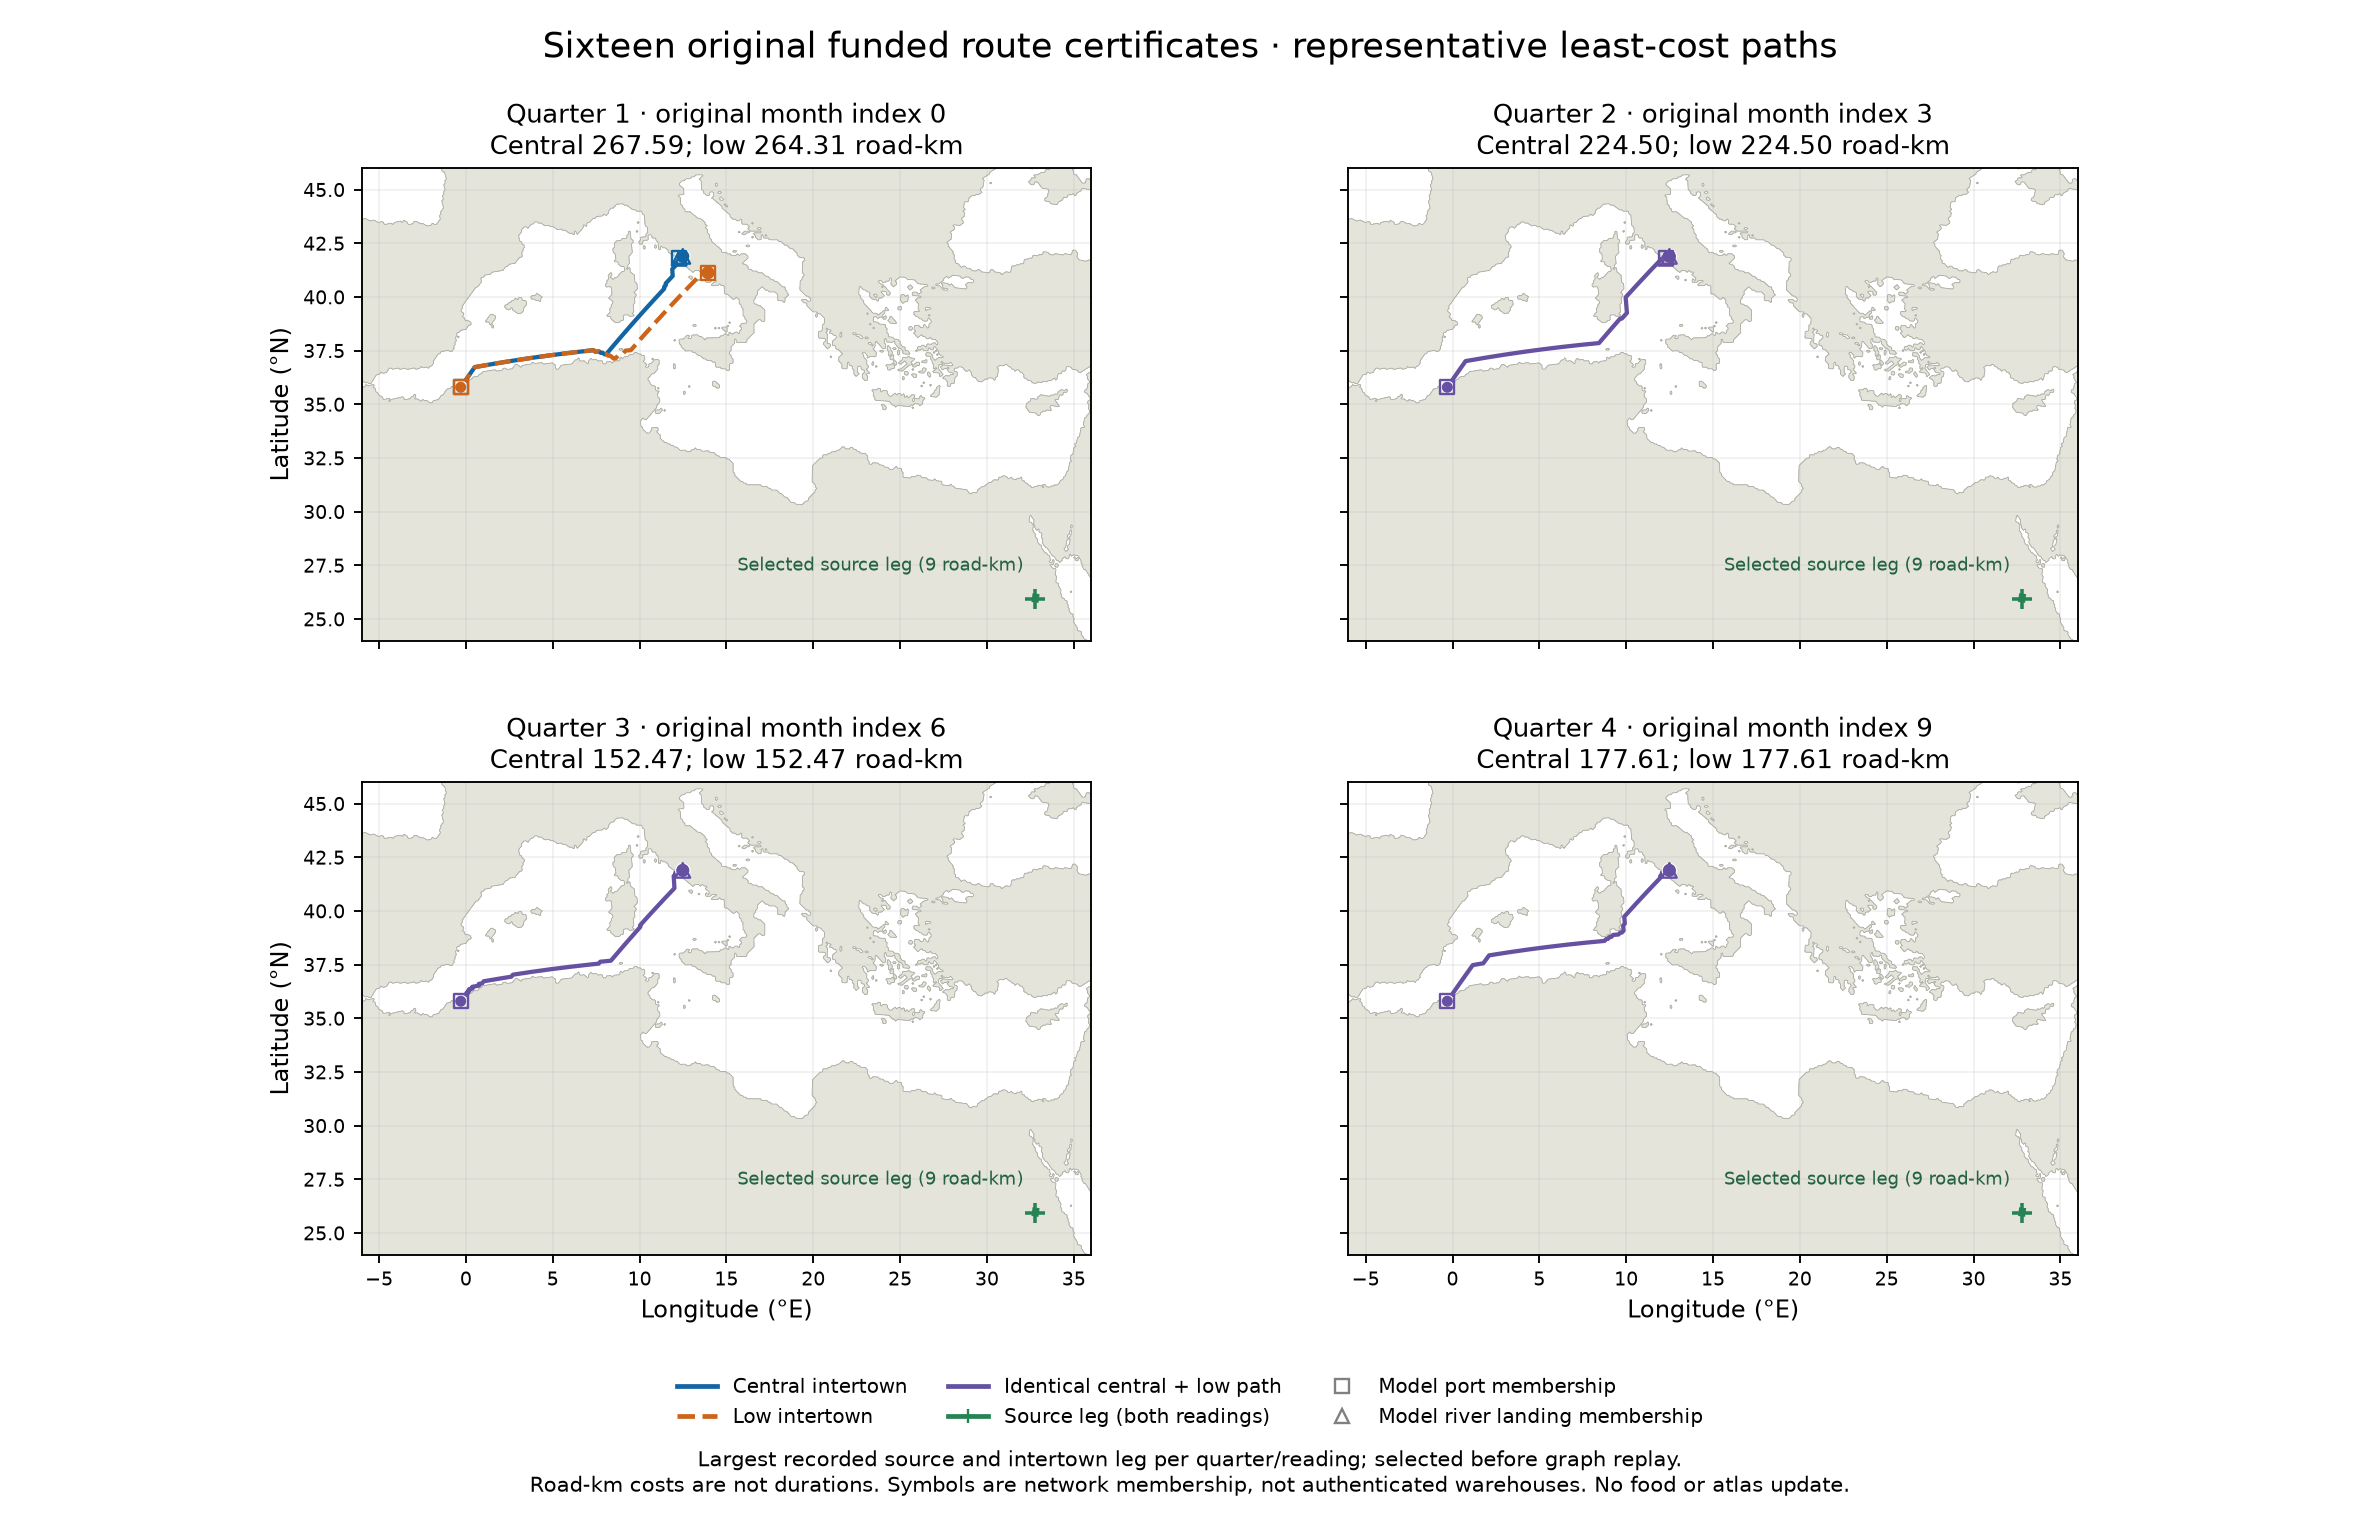 Sixteen original funded route certificates · representative least-cost paths
Quarter 1 · original month index 0
Central 267.59; low 264.31 road-km
Quarter 2 · original month index 3
Central 224.50; low 224.50 road-km
45.0
42.5
40.0
37.5
35.0
32.5
30.0
27.5
25.0
Latitude (°N)
Selected source leg (9 road-km)
Selected source leg (9 road-km)
Quarter 3 · original month index 6
Central 152.47; low 152.47 road-km
Quarter 4 · original month index 9
Central 177.61; low 177.61 road-km
45.0
42.5
40.0
37.5
35.0
32.5
30.0
27.5
25.0
Latitude (°N)
Selected source leg (9 road-km)
Selected source leg (9 road-km)
−5 0 5 10 15 20 25 30 35
Longitude (°E)
−5 0 5 10 15 20 25 30 35
Longitude (°E)
Central intertown
Low intertown
Identical central + low path
Source leg (both readings)
Model port membership
Model river landing membership
Largest recorded source and intertown leg per quarter/reading; selected before graph replay.
Road-km costs are not durations. Symbols are network membership, not authenticated warehouses. No food or atlas update.